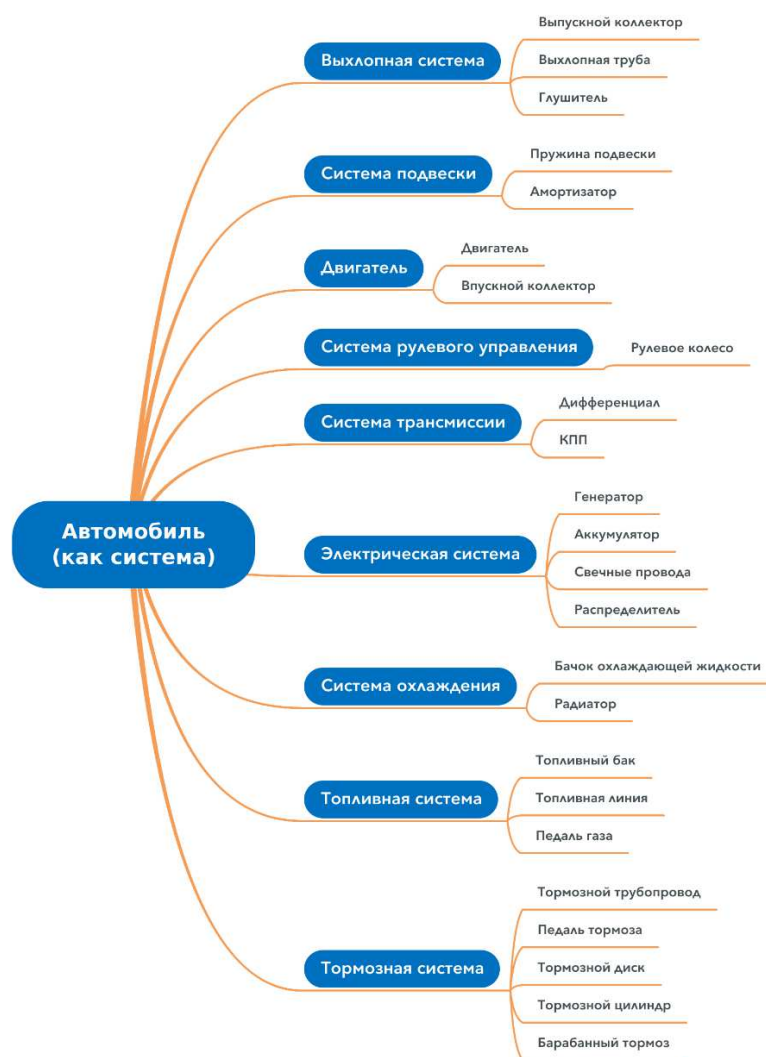 Выпускной коллектор
Выхлопная система
Выхлопная труба
Глушитель
Пружина подвески
Система подвески
Амортизатор
Двигатель
Двигатель
Впускной коллектор
Система рулевого управления
Рулевое колесо
Дифференциал
Система трансмиссии
КПП
Автомобиль
(как система)
Генератор
Аккумулятор
Электрическая система
Свечные провода
Распределитель
Бачок охлаждающей жидкости
Система охлаждения
Радиатор
Топливный бак
Топливная система
Топливная линия
Педаль газа
Тормозной трубопровод
Педаль тормоза
Тормозная система
Тормозной диск
Тормозной цилиндр
Барабанный тормоз